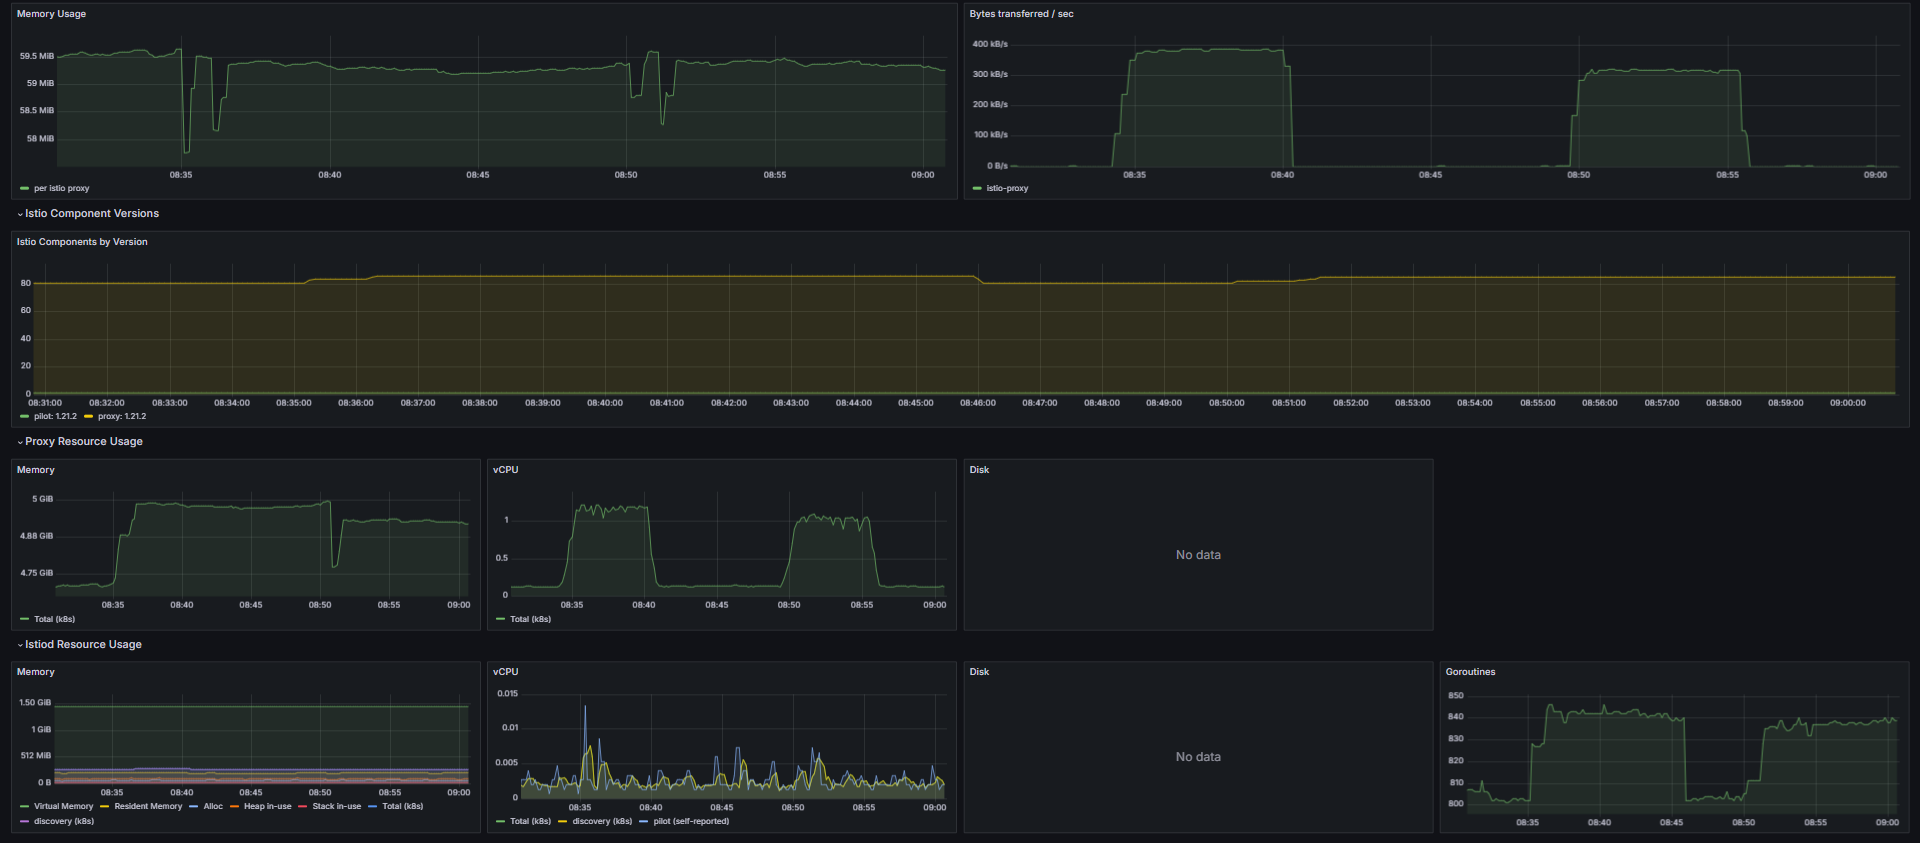 Memory Usage
59.5 MiB
59 MiB
58.5 MiB
58 MiB
08:35 08:40 08:45 08:50 08:55 09:00
per istio proxy
Bytes transferred / sec
400 kB/s
300 kB/s
200 kB/s
100 kB/s
0 B/s
08:35 08:40 08:45 08:50 08:55 09:00
istio-proxy
Istio Component Versions
Istio Components by Version
80
60
40
20
0
08:31:00 08:32:00 08:33:00 08:34:00 08:35:00 08:36:00 08:37:00 08:38:00 08:39:00 08:40:00 08:41:00 08:42:00 08:43:00 08:44:00 08:45:00 08:46:00 08:47:00 08:48:00 08:49:00 08:50:00 08:51:00 08:52:00 08:53:00 08:54:00 08:55:00 08:56:00 08:57:00 08:58:00 08:59:00 09:00:00
pilot: 1.21.2 proxy: 1.21.2
Proxy Resource Usage
Memory
5 GiB
4.88 GiB
4.75 GiB
08:35 08:40 08:45 08:50 08:55 09:00
Total (k8s)
vCPU
1
0.5
0
08:35 08:40 08:45 08:50 08:55 09:00
Total (k8s)
Disk
No data
Istiod Resource Usage
Memory
1.50 GiB
1 GiB
512 MiB
0 B
08:35 08:40 08:45 08:50 08:55 09:00
Virtual Memory Resident Memory Alloc Heap in-use Stack in-use Total (k8s)
discovery (k8s)
vCPU
0.015
0.01
0.005
0
08:35 08:40 08:45 08:50 08:55 09:00
Total (k8s) discovery (k8s) pilot (self-reported)
Disk
No data
Goroutines
850
840
830
820
810
800
08:35 08:40 08:45 08:50 08:55 09:00